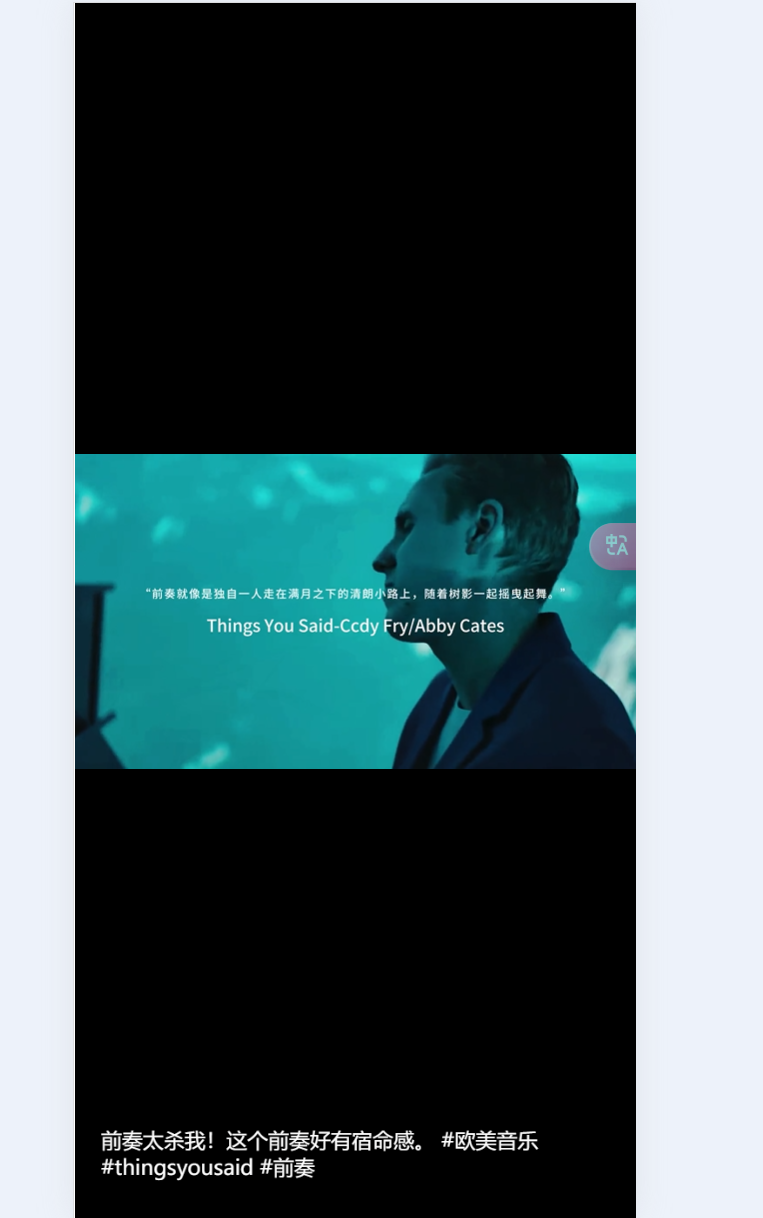 “前奏就像是独自一人走在满月之下的清朗小路上，随着树影一起摇曳起舞。”
Things You Said-Ccdy Fry/Abby Cates
中
A
前奏太杀我！这个前奏好有宿命感。 #欧美音乐
#thingsyousaid #前奏